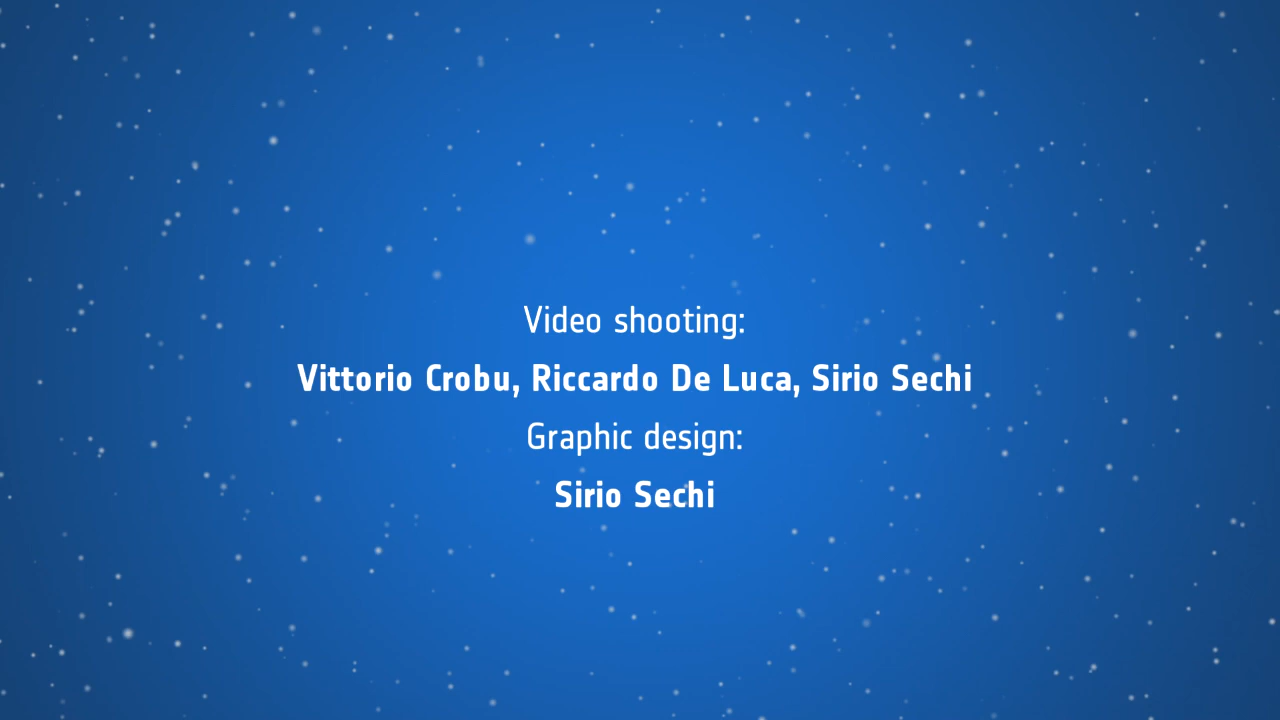 Video shooting:
Vittorio Crobu, Riccardo De Luca, Sirio Sechi
Graphic design:
Sirio Sechi